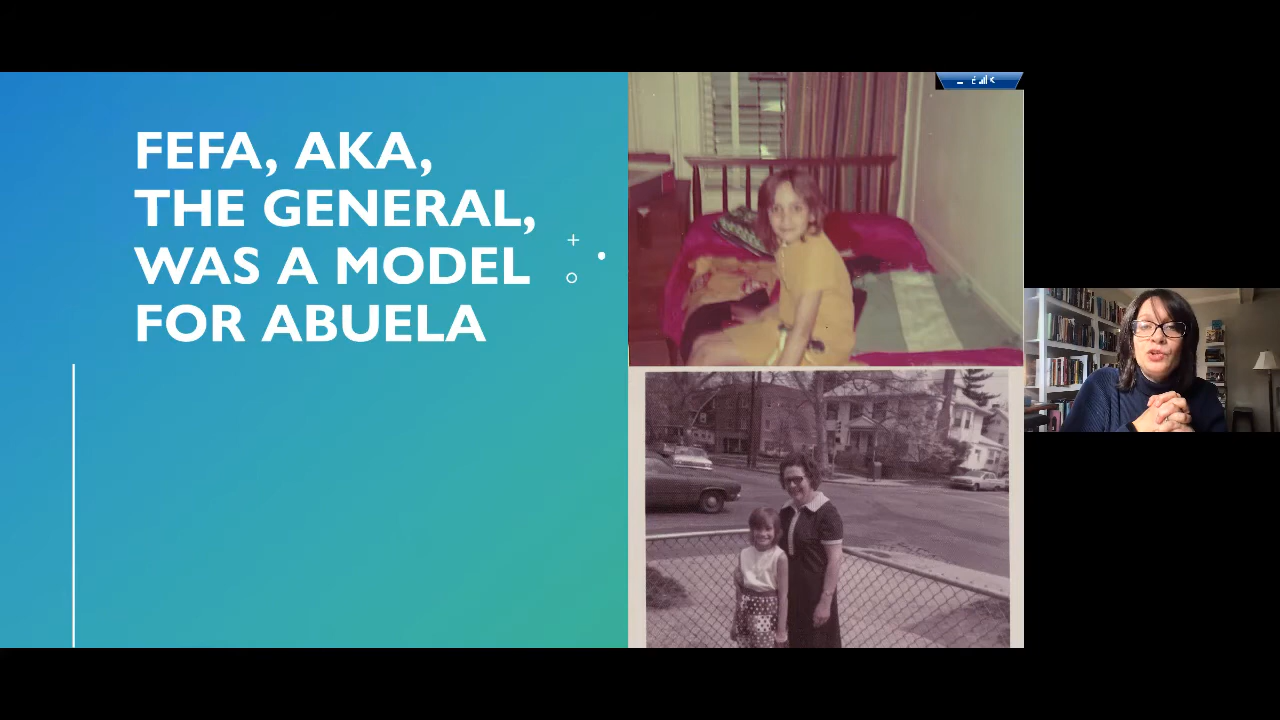 FEFA, AKA,
THE GENERAL,
WAS A MODEL
FOR ABUELA